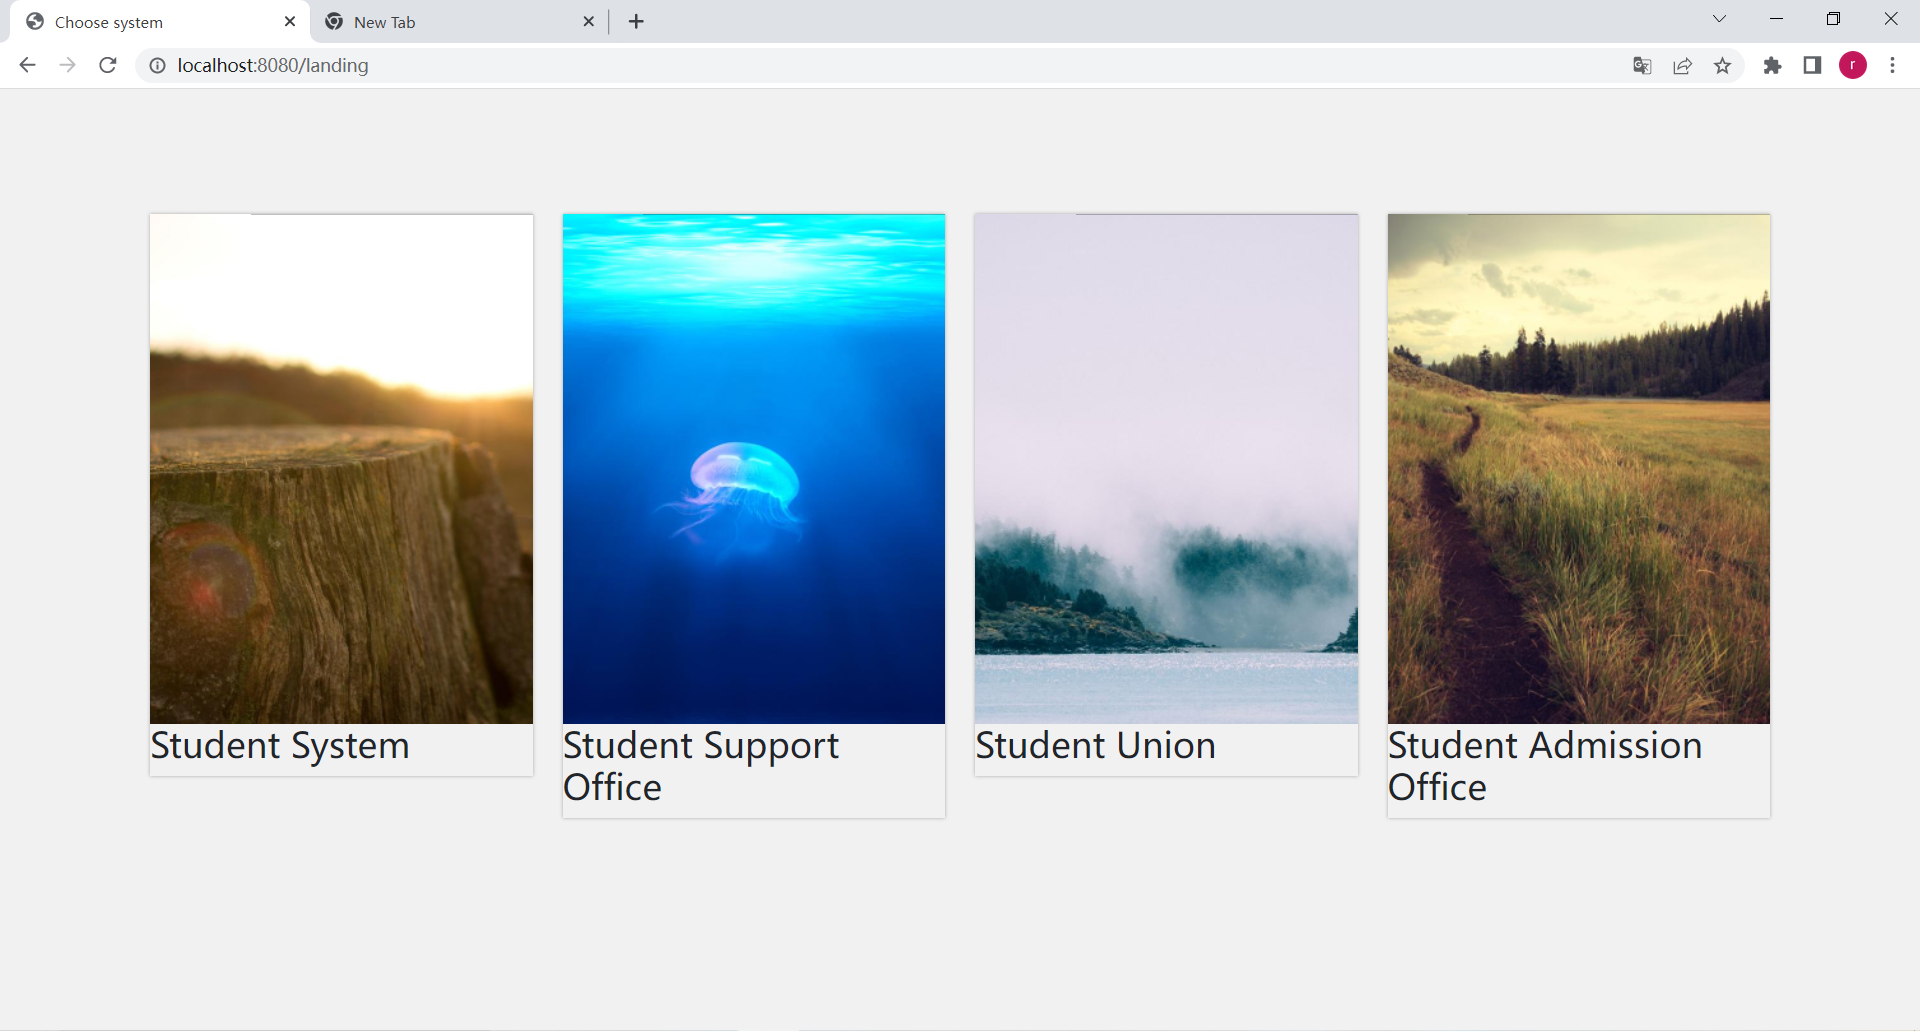 Choose system
New Tab
localhost:8080/landing
r
Student System
Student Support
Office
Student Union
Student Admission
Office